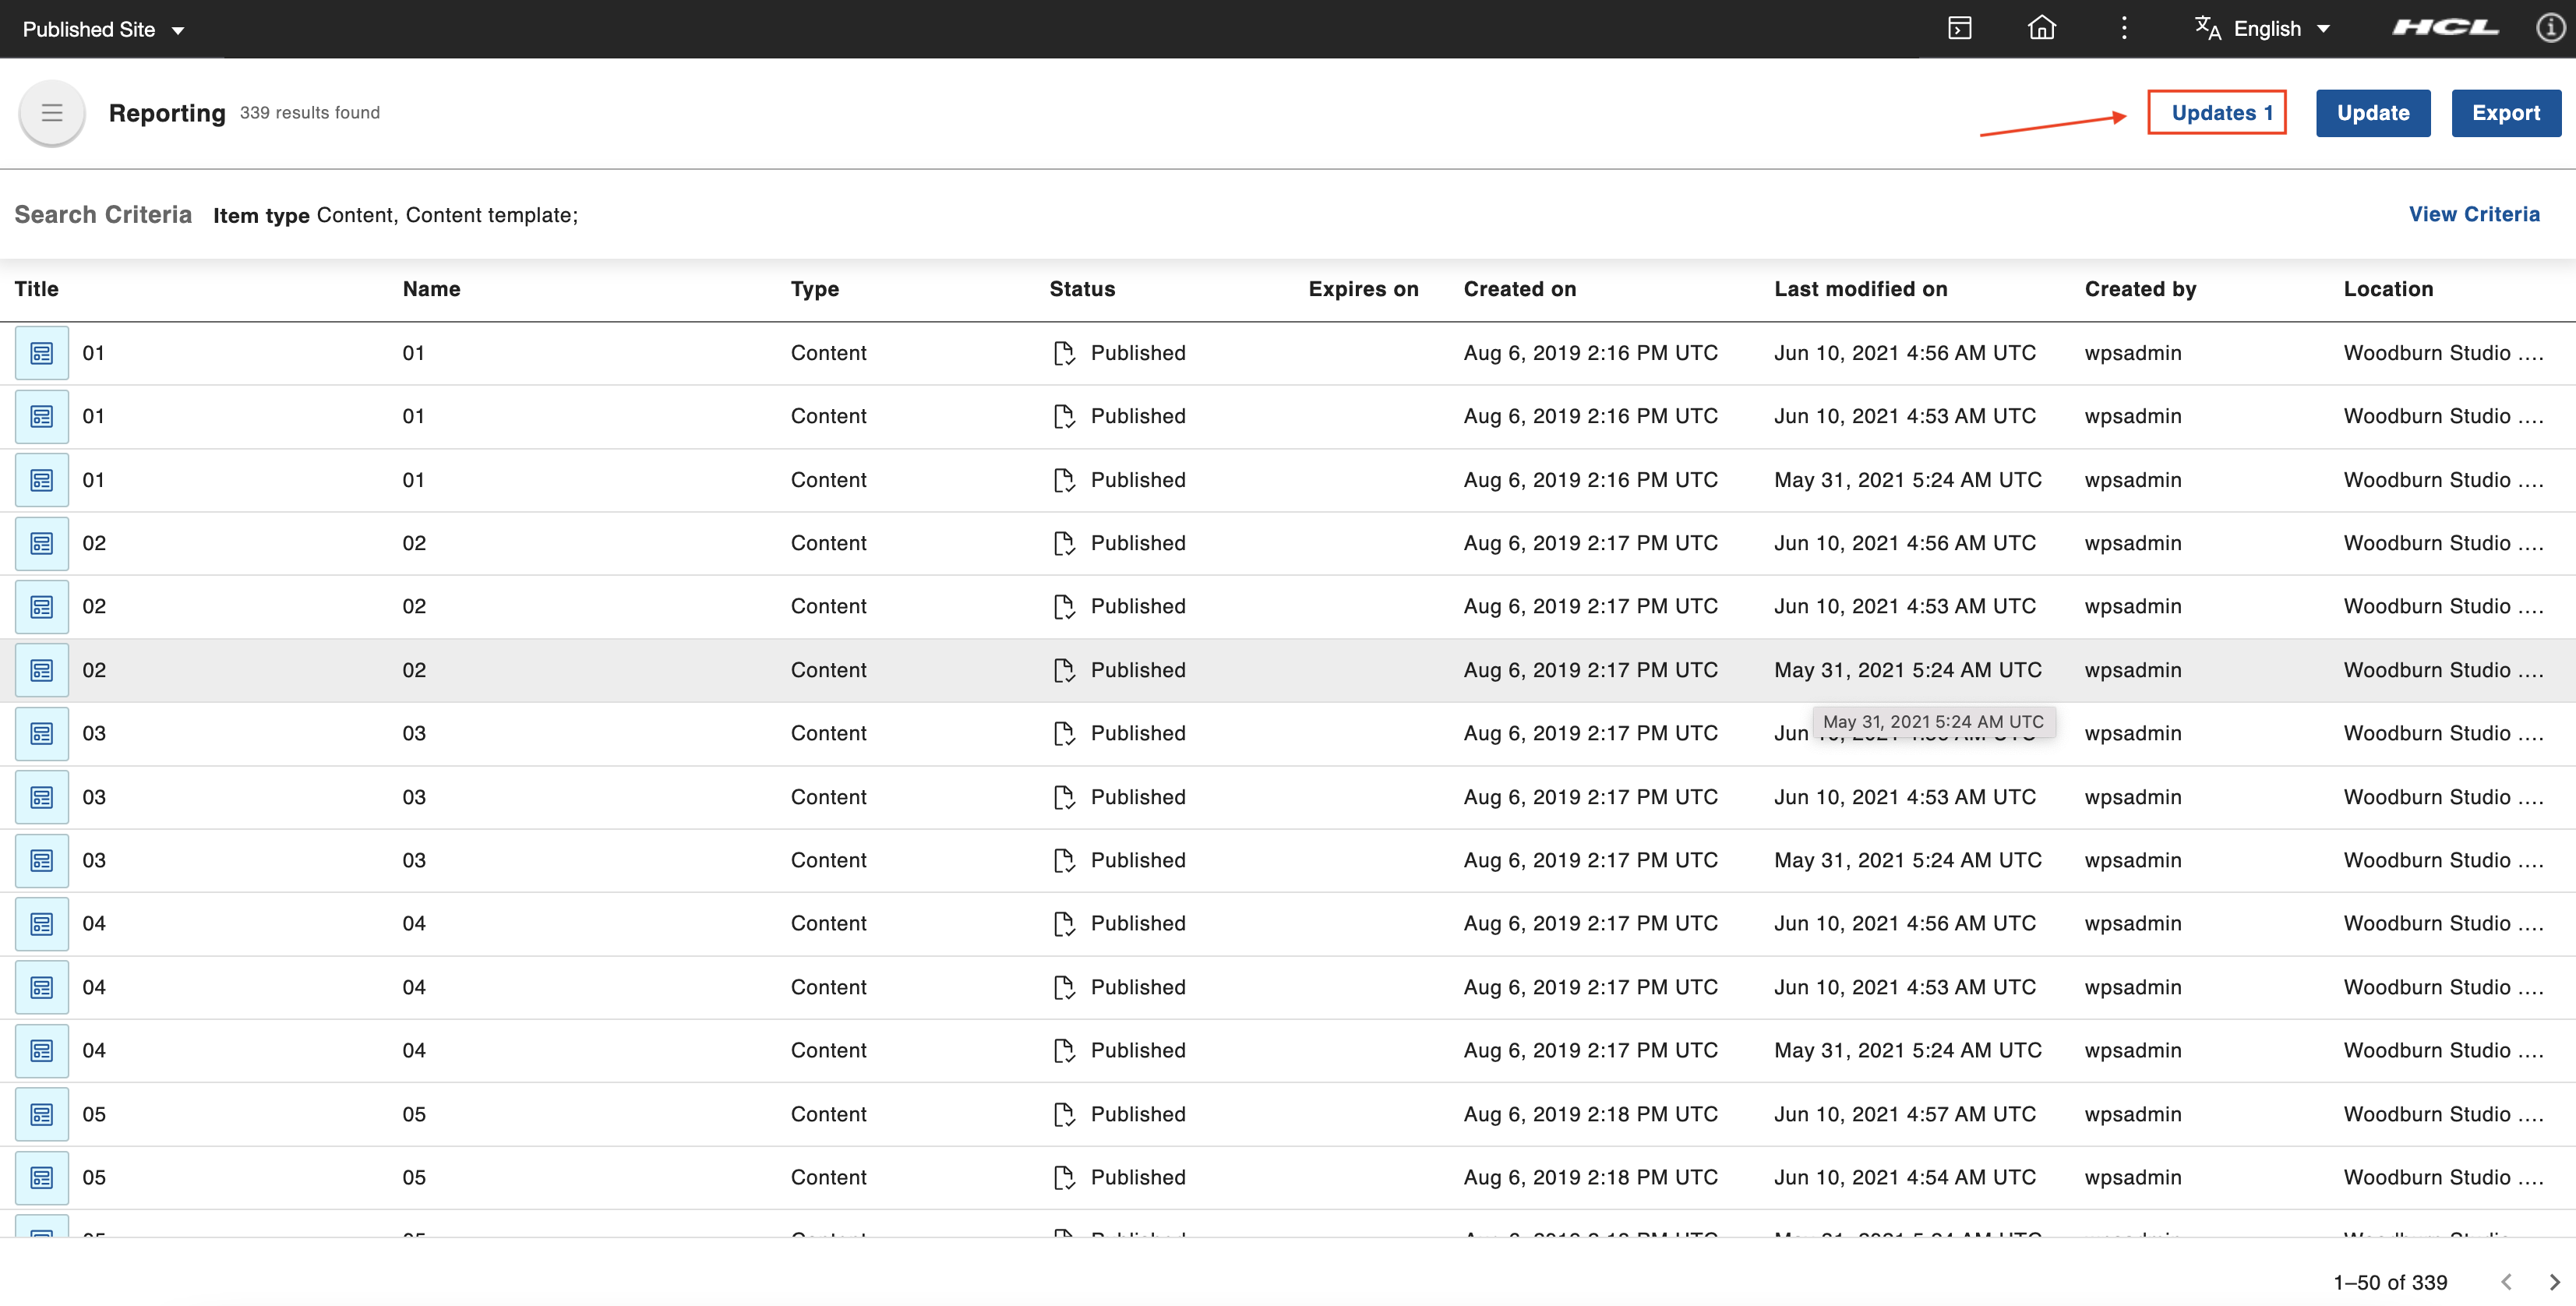 Published Site English HCL
Reporting 339 results found Updates 1 Update Export
Search Criteria Item type Content, Content template; View Criteria
Title Name Type Status Expires on Created on Last modified on Created by Location
01 01 Content Published Aug 6, 2019 2:16 PM UTC Jun 10, 2021 4:56 AM UTC wpsadmin Woodburn Studio ....
01 01 Content Published Aug 6, 2019 2:16 PM UTC Jun 10, 2021 4:53 AM UTC wpsadmin Woodburn Studio ....
01 01 Content Published Aug 6, 2019 2:16 PM UTC May 31, 2021 5:24 AM UTC wpsadmin Woodburn Studio ....
02 02 Content Published Aug 6, 2019 2:17 PM UTC Jun 10, 2021 4:56 AM UTC wpsadmin Woodburn Studio ....
02 02 Content Published Aug 6, 2019 2:17 PM UTC Jun 10, 2021 4:53 AM UTC wpsadmin Woodburn Studio ....
02 02 Content Published Aug 6, 2019 2:17 PM UTC May 31, 2021 5:24 AM UTC wpsadmin Woodburn Studio ....
May 31, 2021 5:24 AM UTC
03 03 Content Published Aug 6, 2019 2:17 PM UTC Jun wpsadmin Woodburn Studio ....
03 03 Content Published Aug 6, 2019 2:17 PM UTC Jun 10, 2021 4:53 AM UTC wpsadmin Woodburn Studio ....
03 03 Content Published Aug 6, 2019 2:17 PM UTC May 31, 2021 5:24 AM UTC wpsadmin Woodburn Studio ....
04 04 Content Published Aug 6, 2019 2:17 PM UTC Jun 10, 2021 4:56 AM UTC wpsadmin Woodburn Studio ....
04 04 Content Published Aug 6, 2019 2:17 PM UTC Jun 10, 2021 4:53 AM UTC wpsadmin Woodburn Studio ....
04 04 Content Published Aug 6, 2019 2:17 PM UTC May 31, 2021 5:24 AM UTC wpsadmin Woodburn Studio ....
05 05 Content Published Aug 6, 2019 2:18 PM UTC Jun 10, 2021 4:57 AM UTC wpsadmin Woodburn Studio ....
05 05 Content Published Aug 6, 2019 2:18 PM UTC Jun 10, 2021 4:54 AM UTC wpsadmin Woodburn Studio ....
1–50 of 339